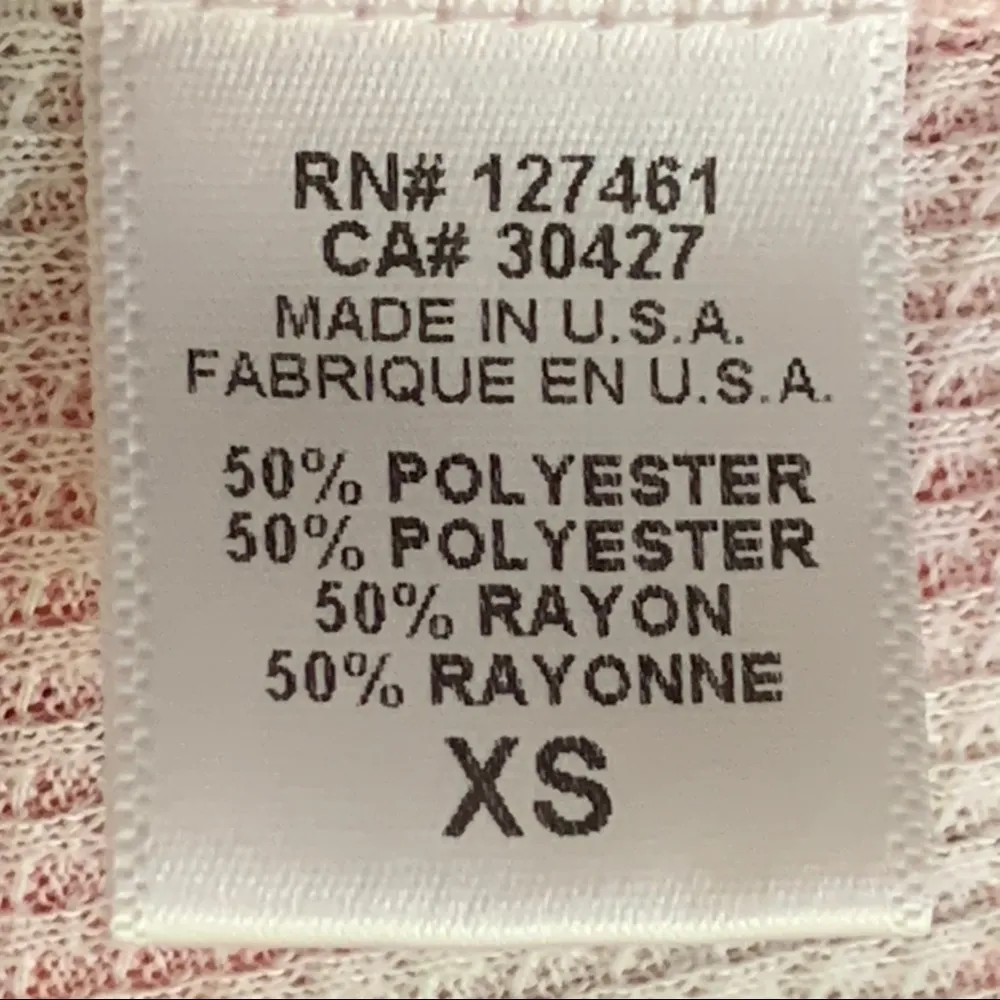 RN# 127461
CA# 30427
MADE IN U.S.A.
FABRIQUE EN U.S.A.
50% POLYESTER
50% POLYESTER
50% RAYON
50% RAYONNE
XS